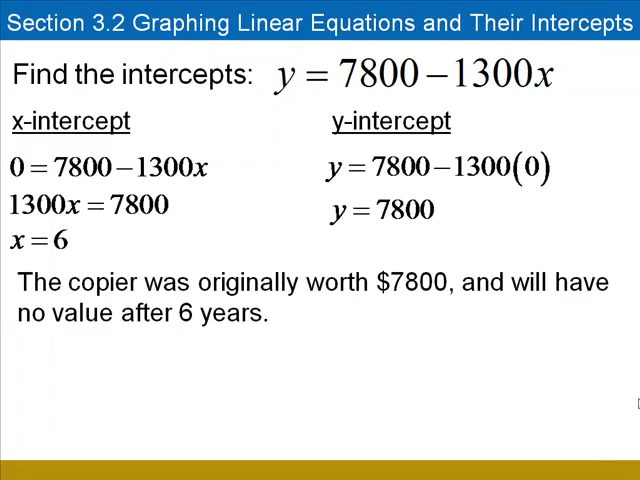 Section 3.2 Graphing Linear Equations and Their Intercepts
Find the intercepts: y = 7800 − 1300x
x-intercept
0 = 7800 − 1300x
1300x = 7800
x = 6
y-intercept
y = 7800 − 1300(0)
y = 7800
The copier was originally worth $7800, and will have
no value after 6 years.